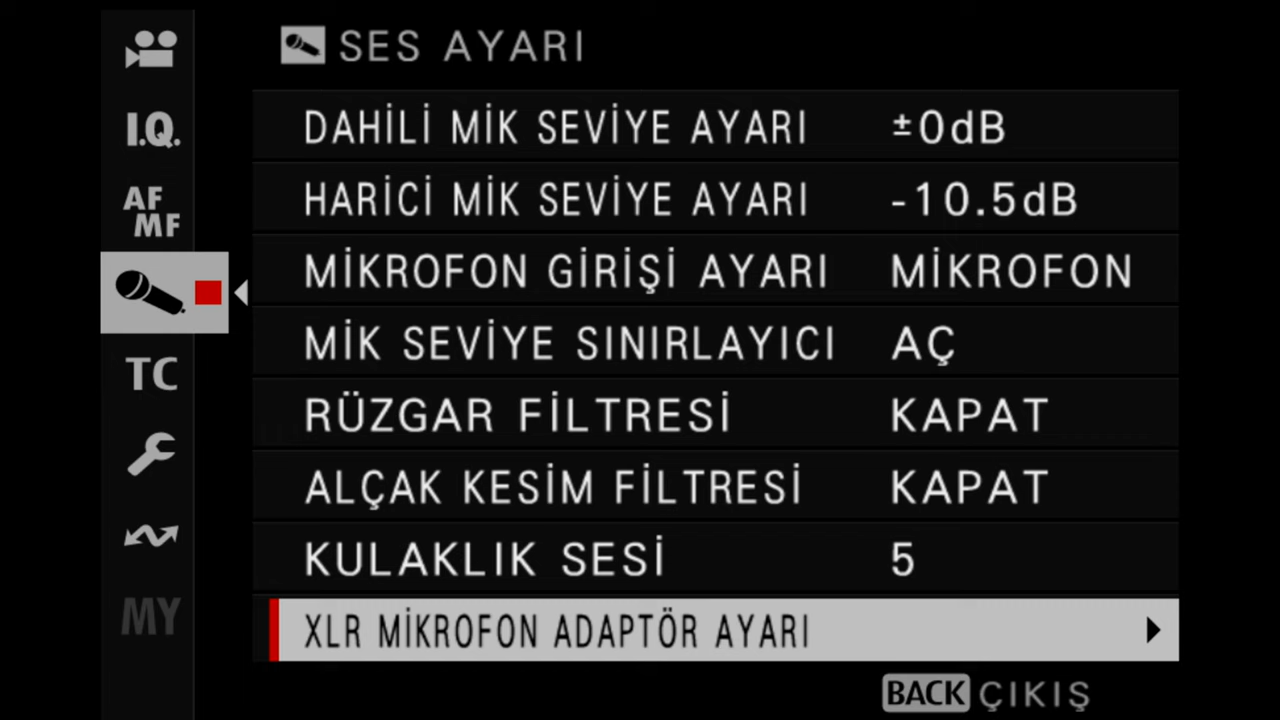 SES AYARI
I.Q.
AF
MF
TC
MY
DAHİLİ MİK SEVİYE AYARI ±0dB
HARİCİ MİK SEVİYE AYARI -10.5dB
MİKROFON GİRİŞİ AYARI MİKROFON
MİK SEVİYE SINIRLAYICI AÇ
RÜZGAR FİLTRESİ KAPAT
ALÇAK KESİM FİLTRESİ KAPAT
KULAKLIK SESİ 5
XLR MİKROFON ADAPTÖR AYARI
BACK ÇIKIŞ